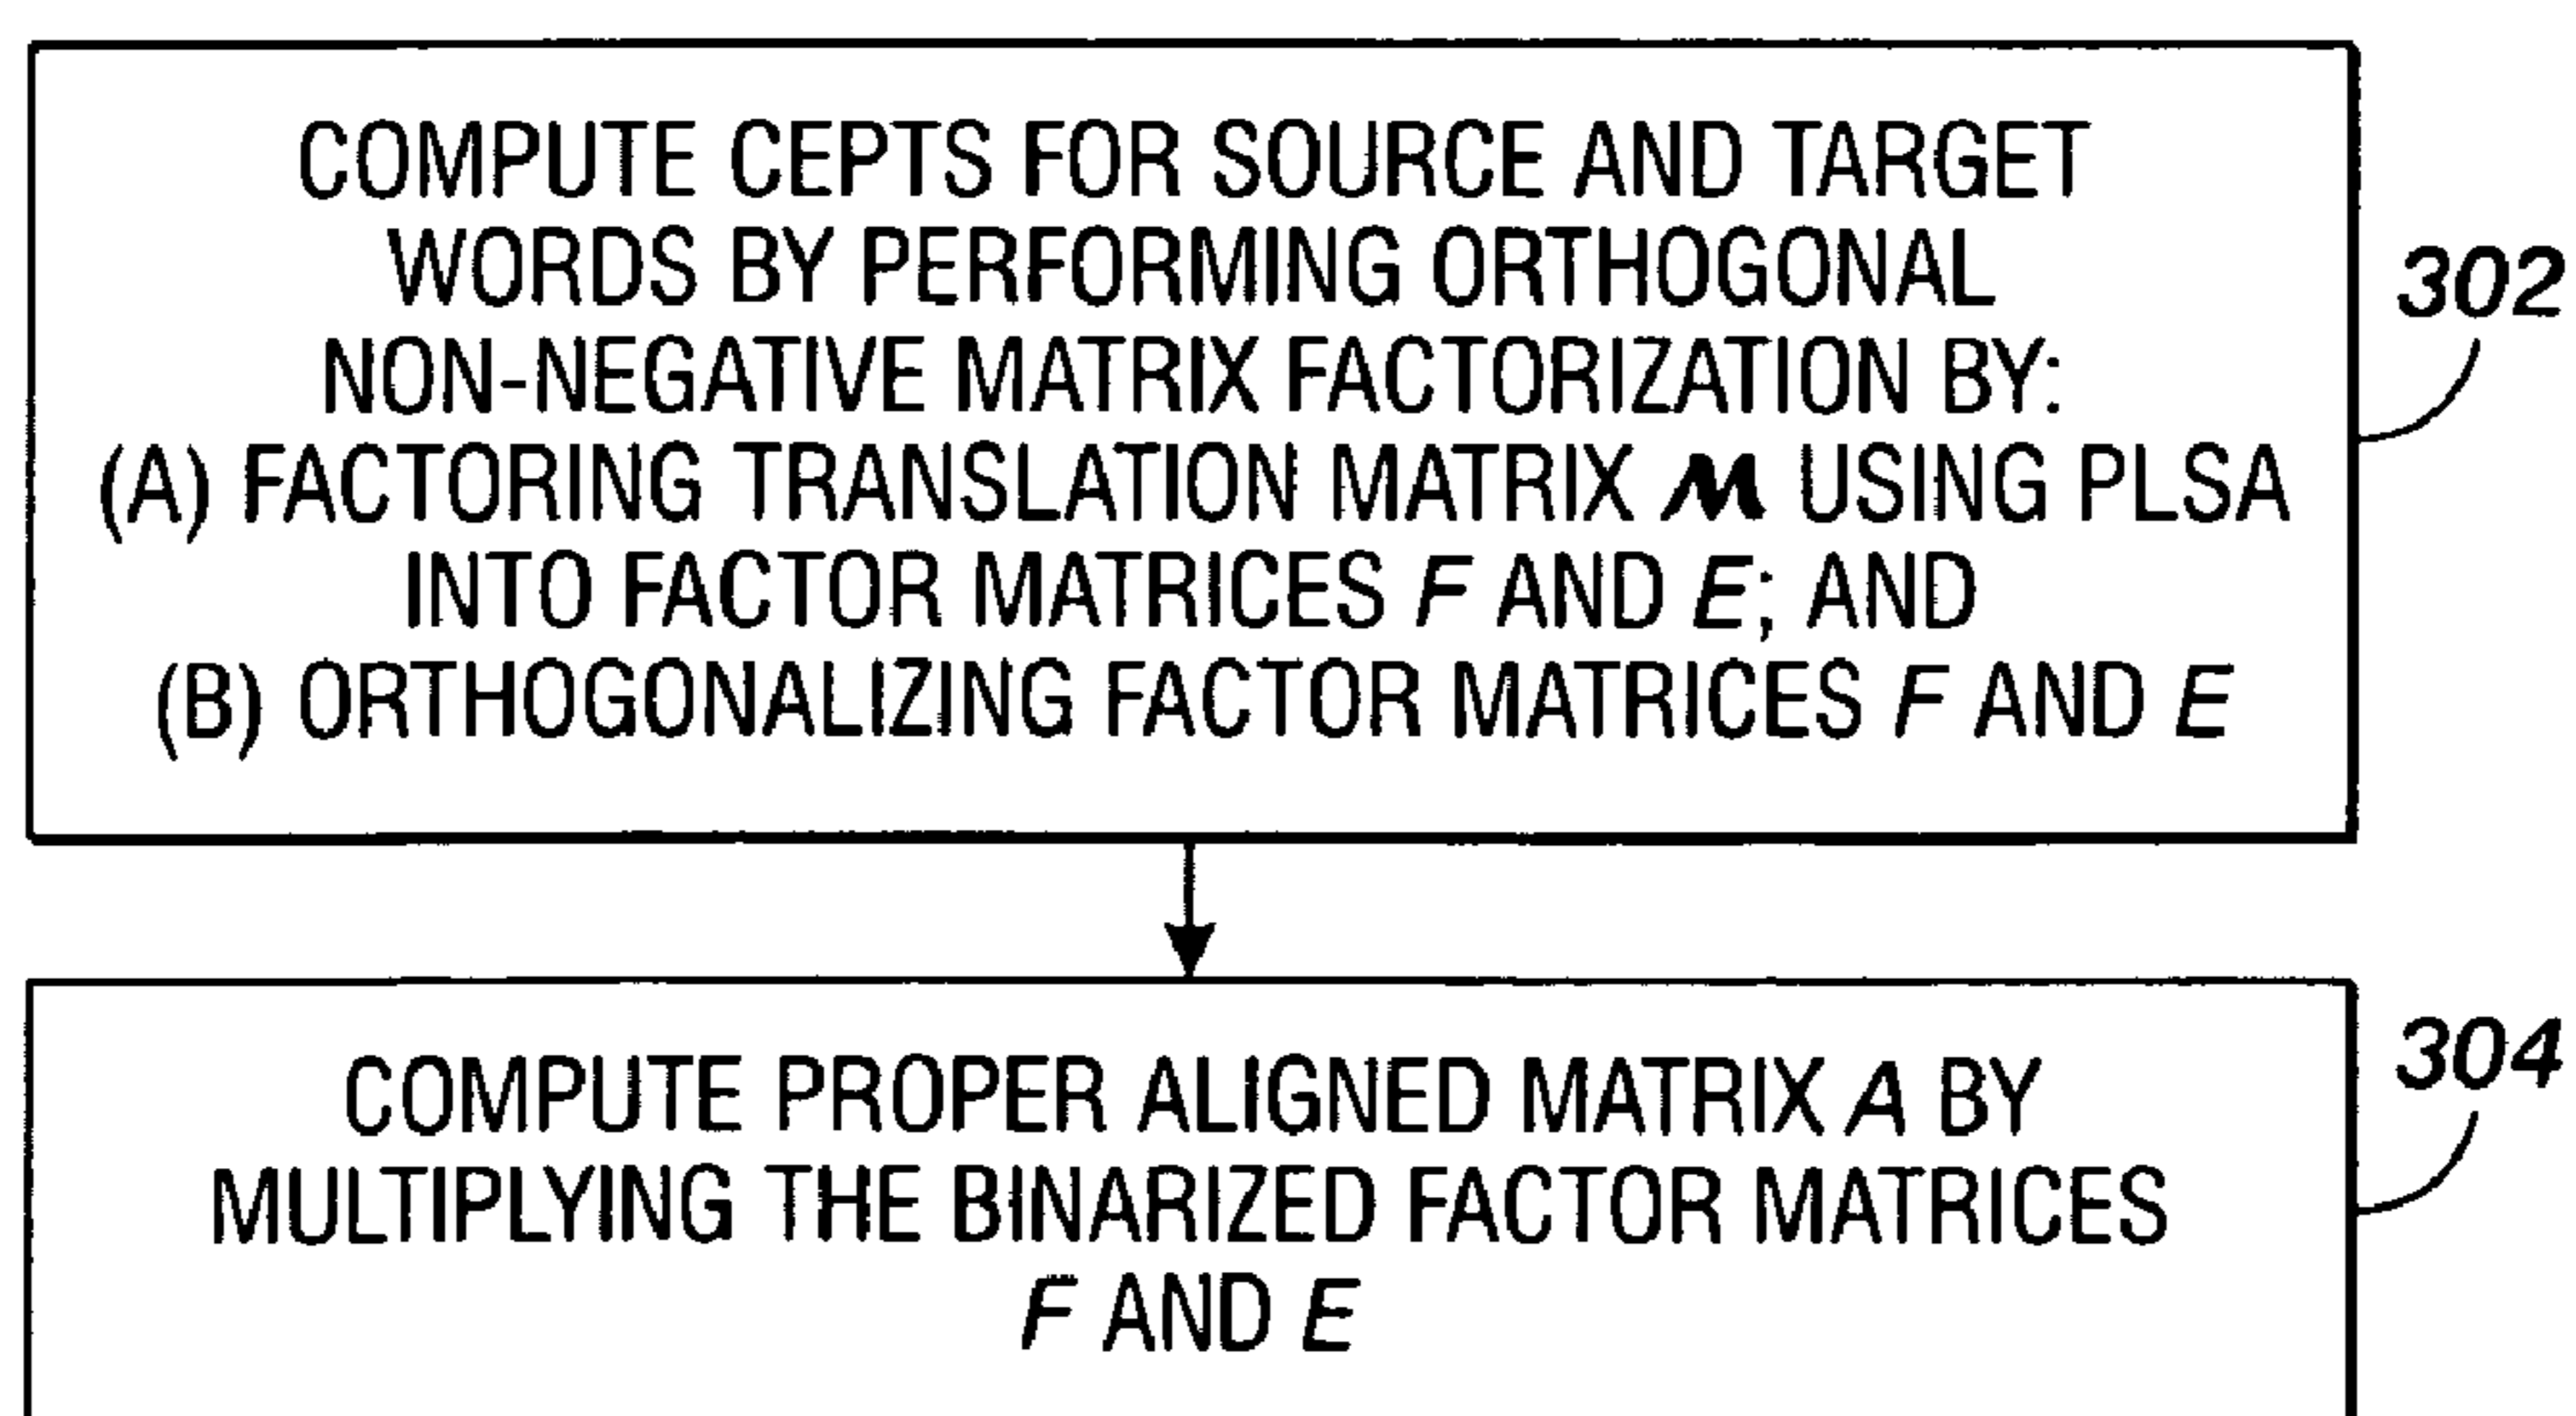 COMPUTE CEPTS FOR SOURCE AND TARGET
WORDS BY PERFORMING ORTHOGONAL
NON-NEGATIVE MATRIX FACTORIZATION BY:
(A) FACTORING TRANSLATION MATRIX M USING PLSA
INTO FACTOR MATRICES F AND E; AND
(B) ORTHOGONALIZING FACTOR MATRICES F AND E
302
COMPUTE PROPER ALIGNED MATRIX A BY
MULTIPLYING THE BINARIZED FACTOR MATRICES
F AND E
304